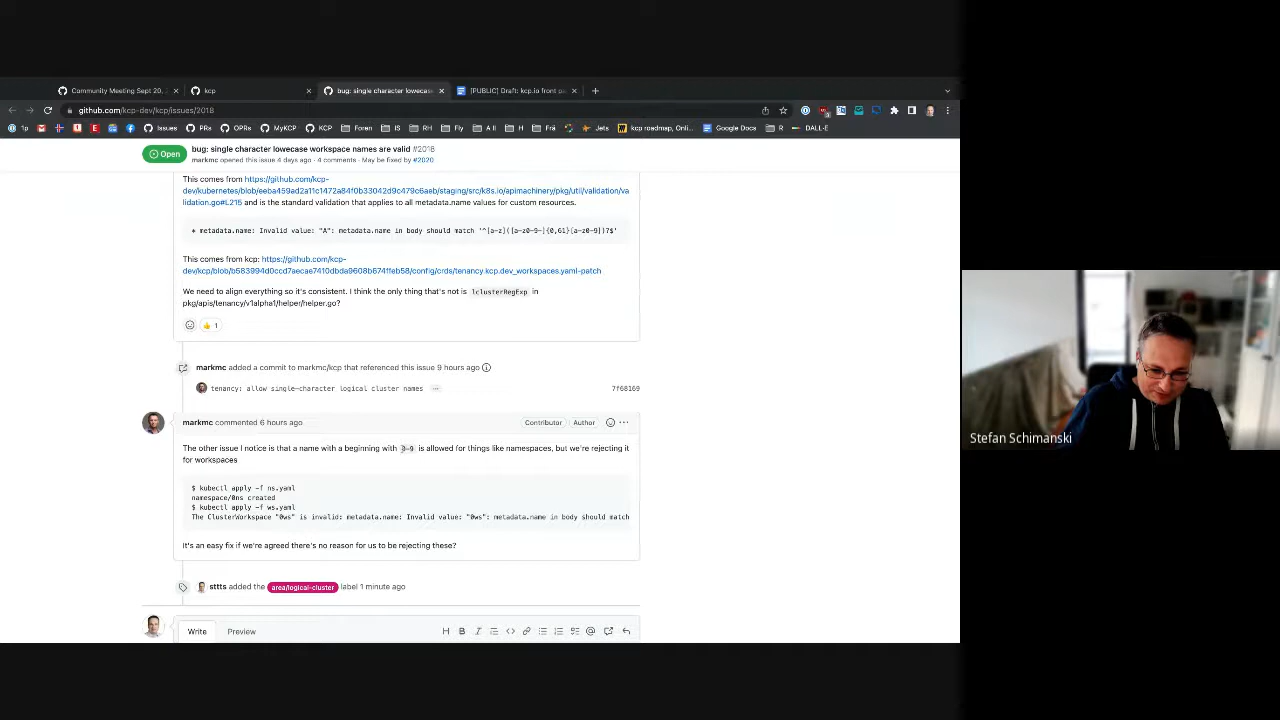 Community Meeting Sept 20,
kcp
bug: single character lowecase
[PUBLIC] Draft: kcp.io front p
github.com/kcp-dev/kcp/issues/2018
1p
Issues
PRs
OPRs
MyKCP
KCP
Foren
IS
RH
Fly
A II
H
Frä
Jets
kcp roadmap, Onli...
Google Docs
R
DALL·E
Open
bug: single character lowecase workspace names are valid #2018
markmc opened this issue 4 days ago · 4 comments · May be fixed by #2020
This comes from https://github.com/kcp-
dev/kubernetes/blob/eeba459ad2a11c1472a84f0b33042d9c479c6aeb/staging/src/k8s.io/apimachinery/pkg/util/validation/va
lidation.go#L215 and is the standard validation that applies to all metadata.name values for custom resources.
* metadata.name: Invalid value: "A": metadata.name in body should match '^[a-z]([a-z0-9-]{0,61}[a-z0-9])?$'
This comes from kcp: https://github.com/kcp-
dev/kcp/blob/b583994d0ccd7aecae7410dbda9608b674ffeb58/config/crds/tenancy.kcp.dev_workspaces.yaml-patch
We need to align everything so it's consistent. I think the only thing that's not is lclusterRegExp in
pkg/apis/tenancy/v1alpha1/helper/helper.go?
👍 1
markmc added a commit to markmc/kcp that referenced this issue 9 hours ago
tenancy: allow single-character logical cluster names ...
7f68169
markmc commented 6 hours ago
Contributor
Author
The other issue I notice is that a name with a beginning with 0-9 is allowed for things like namespaces, but we're rejecting it
for workspaces
$ kubectl apply -f ns.yaml
namespace/0ns created
$ kubectl apply -f ws.yaml
The ClusterWorkspace "0ws" is invalid: metadata.name: Invalid value: "0ws": metadata.name in body should match
It's an easy fix if we're agreed there's no reason for us to be rejecting these?
sttts added the area/logical-cluster label 1 minute ago
Write
Preview
Stefan Schimanski